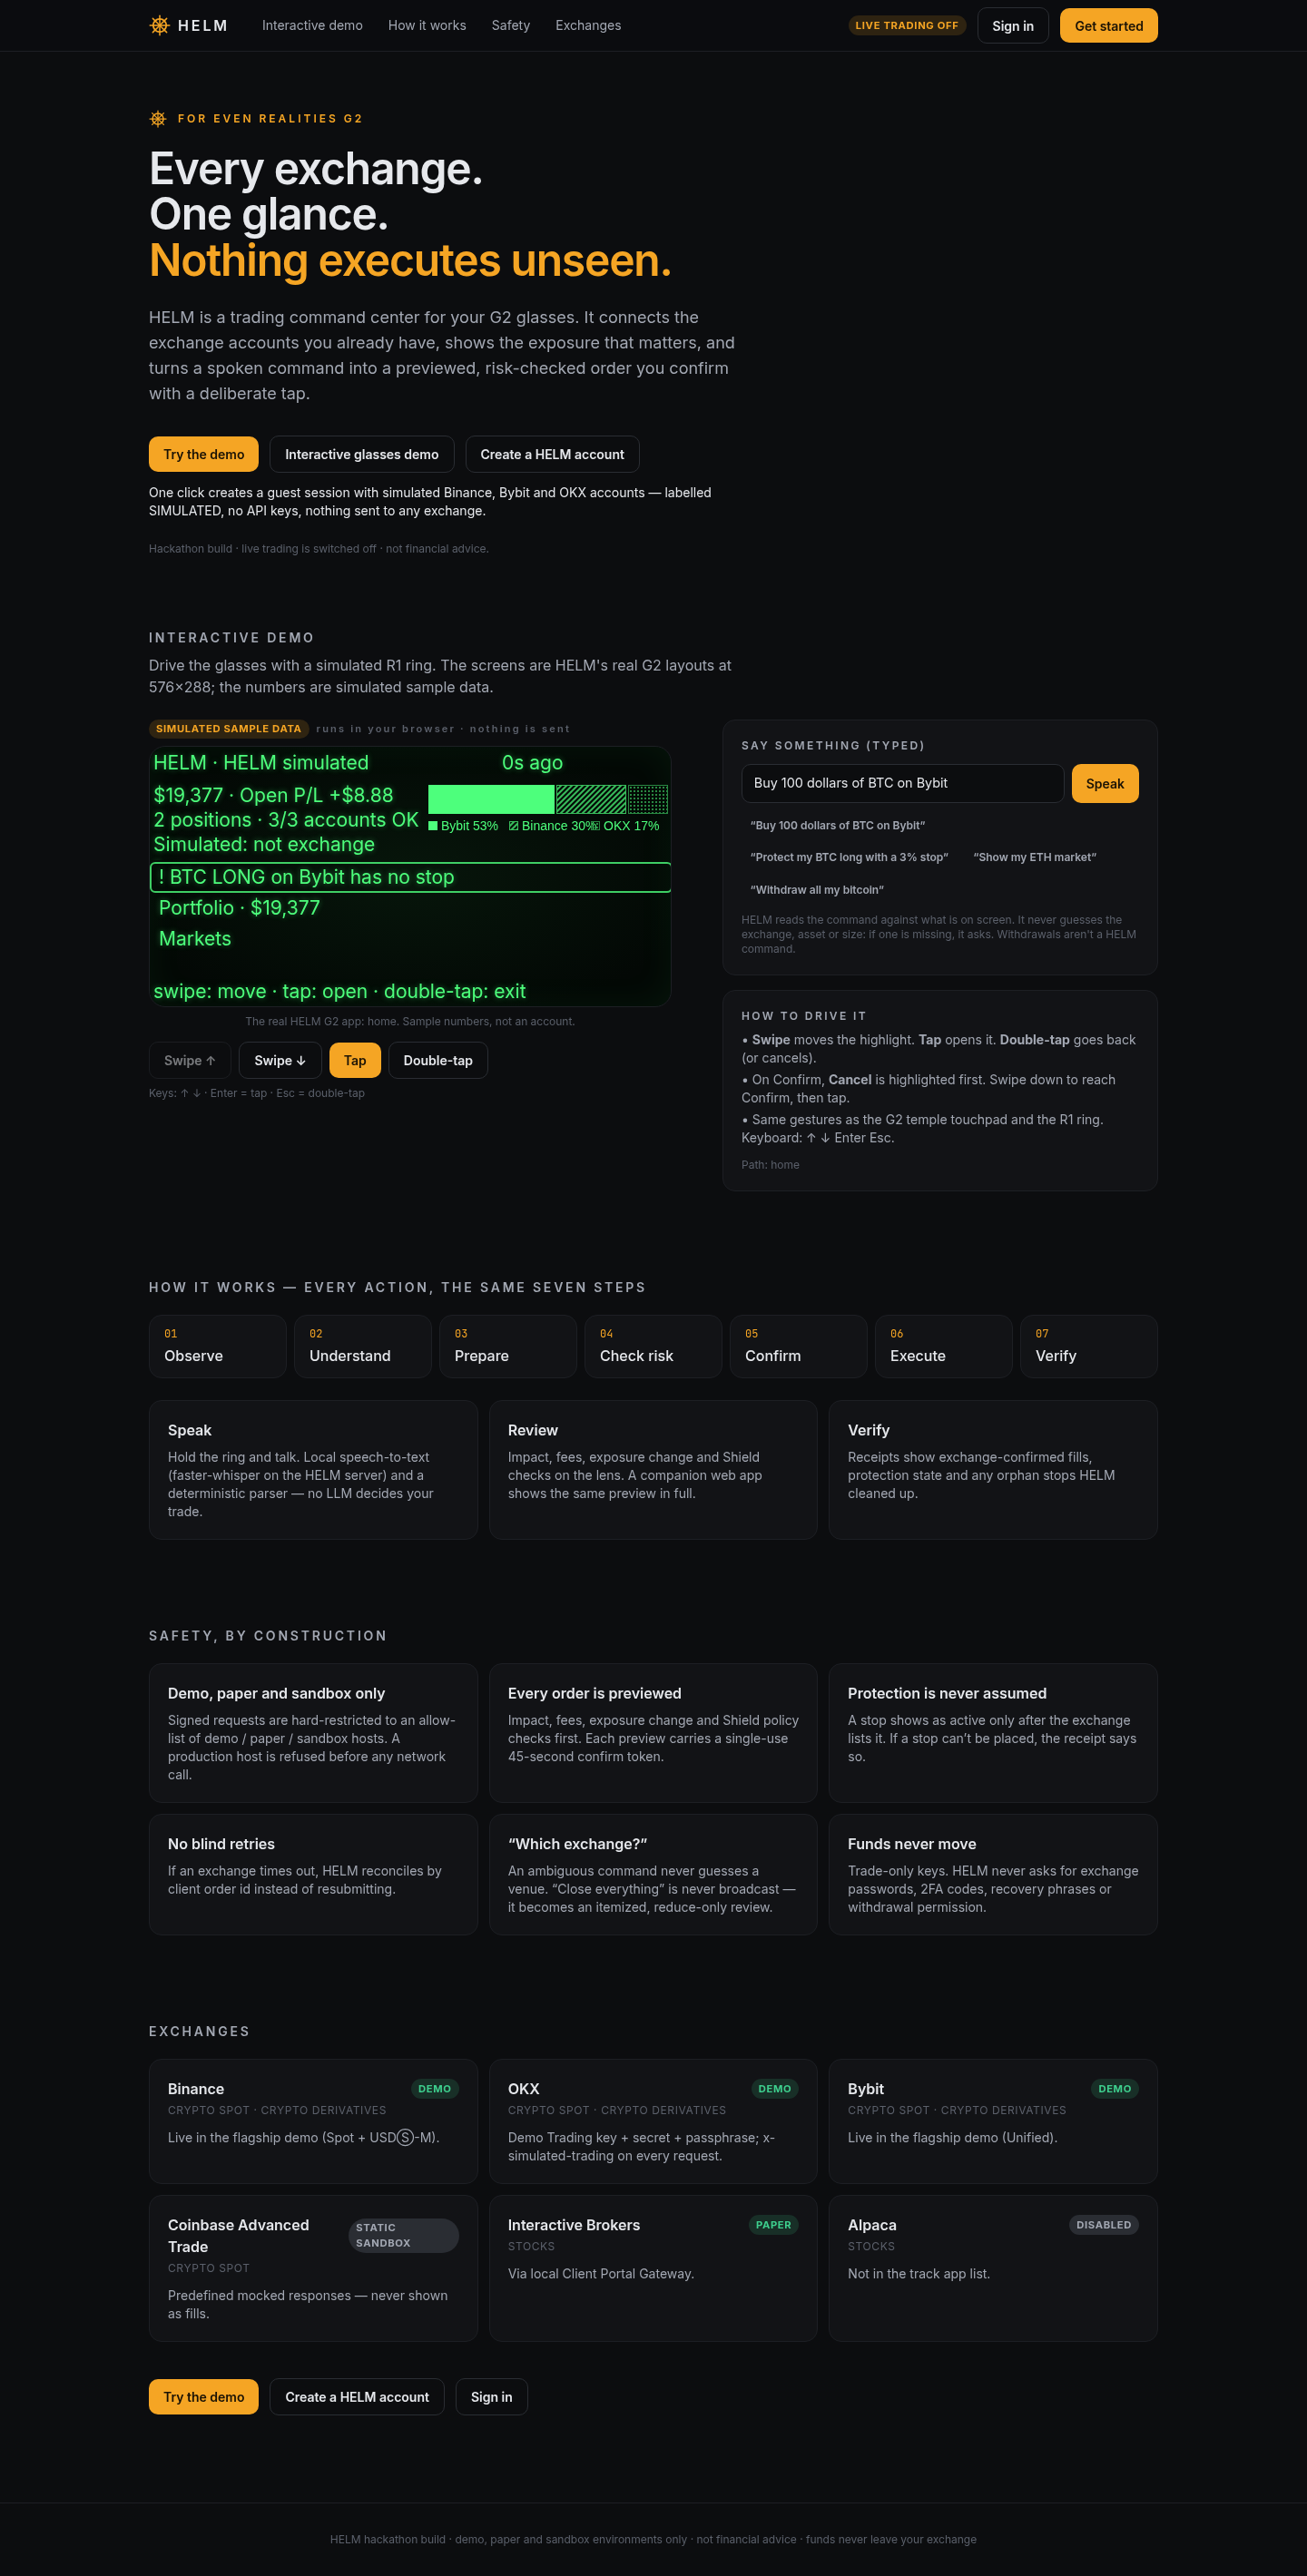 HELM
Interactive demo
How it works
Safety
Exchanges
LIVE TRADING OFF
Sign in
Get started
FOR EVEN REALITIES G2
Every exchange.
One glance.
Nothing executes unseen.
HELM is a trading command center for your G2 glasses. It connects the
exchange accounts you already have, shows the exposure that matters, and
turns a spoken command into a previewed, risk-checked order you confirm
with a deliberate tap.
Try the demo
Interactive glasses demo
Create a HELM account
One click creates a guest session with simulated Binance, Bybit and OKX accounts — labelled
SIMULATED, no API keys, nothing sent to any exchange.
Hackathon build · live trading is switched off · not financial advice.
INTERACTIVE DEMO
Drive the glasses with a simulated R1 ring. The screens are HELM's real G2 layouts at
576×288; the numbers are simulated sample data.
SIMULATED SAMPLE DATA runs in your browser · nothing is sent
HELM · HELM simulated 0s ago
$19,377 · Open P/L +$8.88
2 positions · 3/3 accounts OK
Bybit 53% Binance 30% OKX 17%
Simulated: not exchange
! BTC LONG on Bybit has no stop
Portfolio · $19,377
Markets
swipe: move · tap: open · double-tap: exit
The real HELM G2 app: home. Sample numbers, not an account.
Swipe ↑
Swipe ↓
Tap
Double-tap
Keys: ↑ ↓ · Enter = tap · Esc = double-tap
SAY SOMETHING (TYPED)
Buy 100 dollars of BTC on Bybit
Speak
“Buy 100 dollars of BTC on Bybit”
“Protect my BTC long with a 3% stop” “Show my ETH market”
“Withdraw all my bitcoin”
HELM reads the command against what is on screen. It never guesses the
exchange, asset or size: if one is missing, it asks. Withdrawals aren't a HELM
command.
HOW TO DRIVE IT
• Swipe moves the highlight. Tap opens it. Double-tap goes back
(or cancels).
• On Confirm, Cancel is highlighted first. Swipe down to reach
Confirm, then tap.
• Same gestures as the G2 temple touchpad and the R1 ring.
Keyboard: ↑ ↓ Enter Esc.
Path: home
HOW IT WORKS — EVERY ACTION, THE SAME SEVEN STEPS
01
Observe
02
Understand
03
Prepare
04
Check risk
05
Confirm
06
Execute
07
Verify
Speak
Hold the ring and talk. Local speech-to-text
(faster-whisper on the HELM server) and a
deterministic parser — no LLM decides your
trade.
Review
Impact, fees, exposure change and Shield
checks on the lens. A companion web app
shows the same preview in full.
Verify
Receipts show exchange-confirmed fills,
protection state and any orphan stops HELM
cleaned up.
SAFETY, BY CONSTRUCTION
Demo, paper and sandbox only
Signed requests are hard-restricted to an allow-
list of demo / paper / sandbox hosts. A
production host is refused before any network
call.
Every order is previewed
Impact, fees, exposure change and Shield policy
checks first. Each preview carries a single-use
45-second confirm token.
Protection is never assumed
A stop shows as active only after the exchange
lists it. If a stop can’t be placed, the receipt says
so.
No blind retries
If an exchange times out, HELM reconciles by
client order id instead of resubmitting.
“Which exchange?”
An ambiguous command never guesses a
venue. “Close everything” is never broadcast —
it becomes an itemized, reduce-only review.
Funds never move
Trade-only keys. HELM never asks for exchange
passwords, 2FA codes, recovery phrases or
withdrawal permission.
EXCHANGES
Binance
DEMO
CRYPTO SPOT · CRYPTO DERIVATIVES
Live in the flagship demo (Spot + USDⓈ-M).
OKX
DEMO
CRYPTO SPOT · CRYPTO DERIVATIVES
Demo Trading key + secret + passphrase; x-
simulated-trading on every request.
Bybit
DEMO
CRYPTO SPOT · CRYPTO DERIVATIVES
Live in the flagship demo (Unified).
Coinbase Advanced
Trade
STATIC
SANDBOX
CRYPTO SPOT
Predefined mocked responses — never shown
as fills.
Interactive Brokers
PAPER
STOCKS
Via local Client Portal Gateway.
Alpaca
DISABLED
STOCKS
Not in the track app list.
Try the demo
Create a HELM account
Sign in
HELM hackathon build · demo, paper and sandbox environments only · not financial advice · funds never leave your exchange